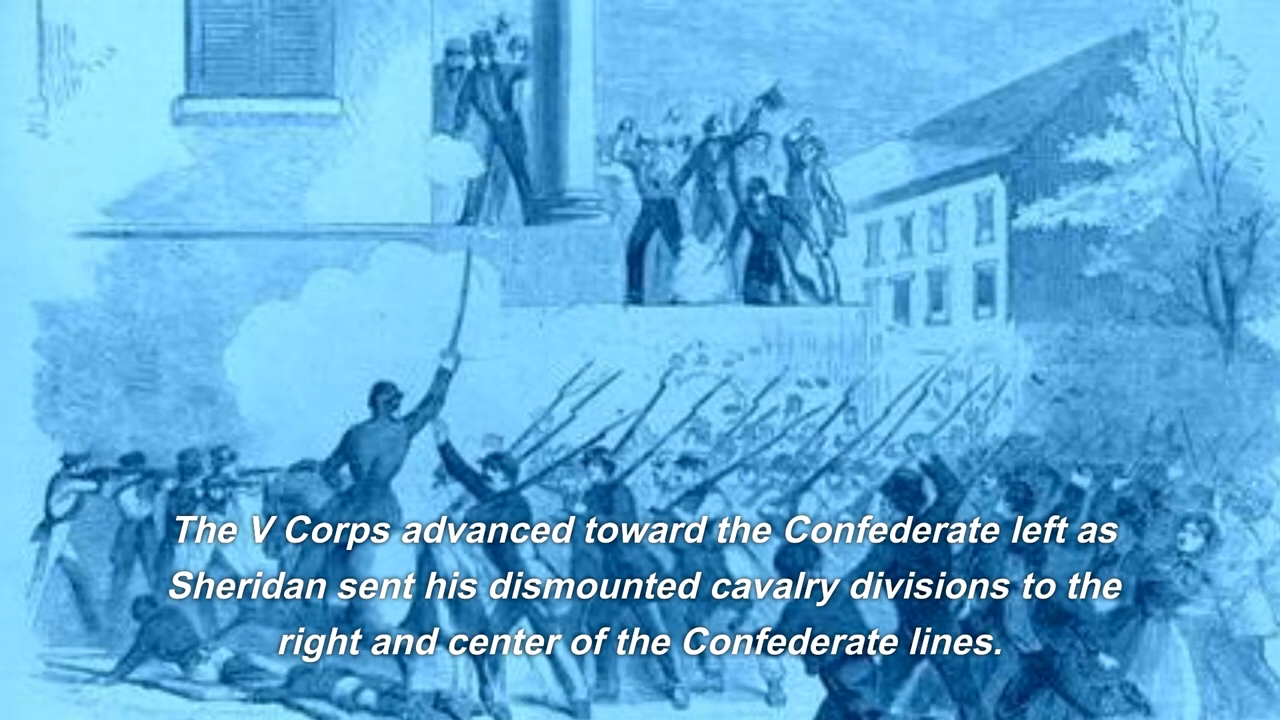 The V Corps advanced toward the Confederate left as
Sheridan sent his dismounted cavalry divisions to the
right and center of the Confederate lines.